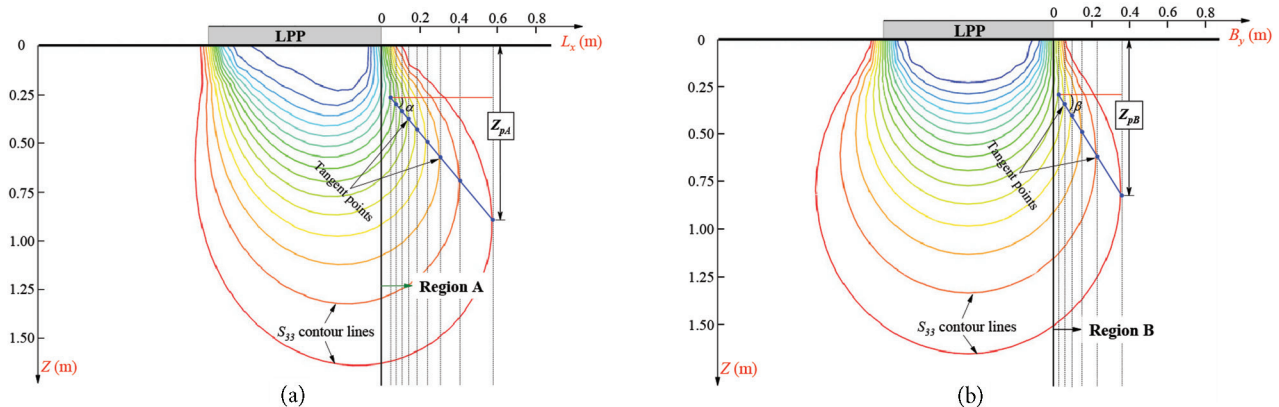 0 0.2 0.4 0.6 0.8
LPP
L_x (m)
0
0.25
0.50
0.75
1.00
1.25
1.50
Z (m)
α
Z_pA
Tangent points
Region A
S_33 contour lines
(a)
0 0.2 0.4 0.6 0.8
LPP
B_y (m)
0
0.25
0.50
0.75
1.00
1.25
1.50
Z (m)
β
Z_pB
Tangent points
Region B
S_33 contour lines
(b)